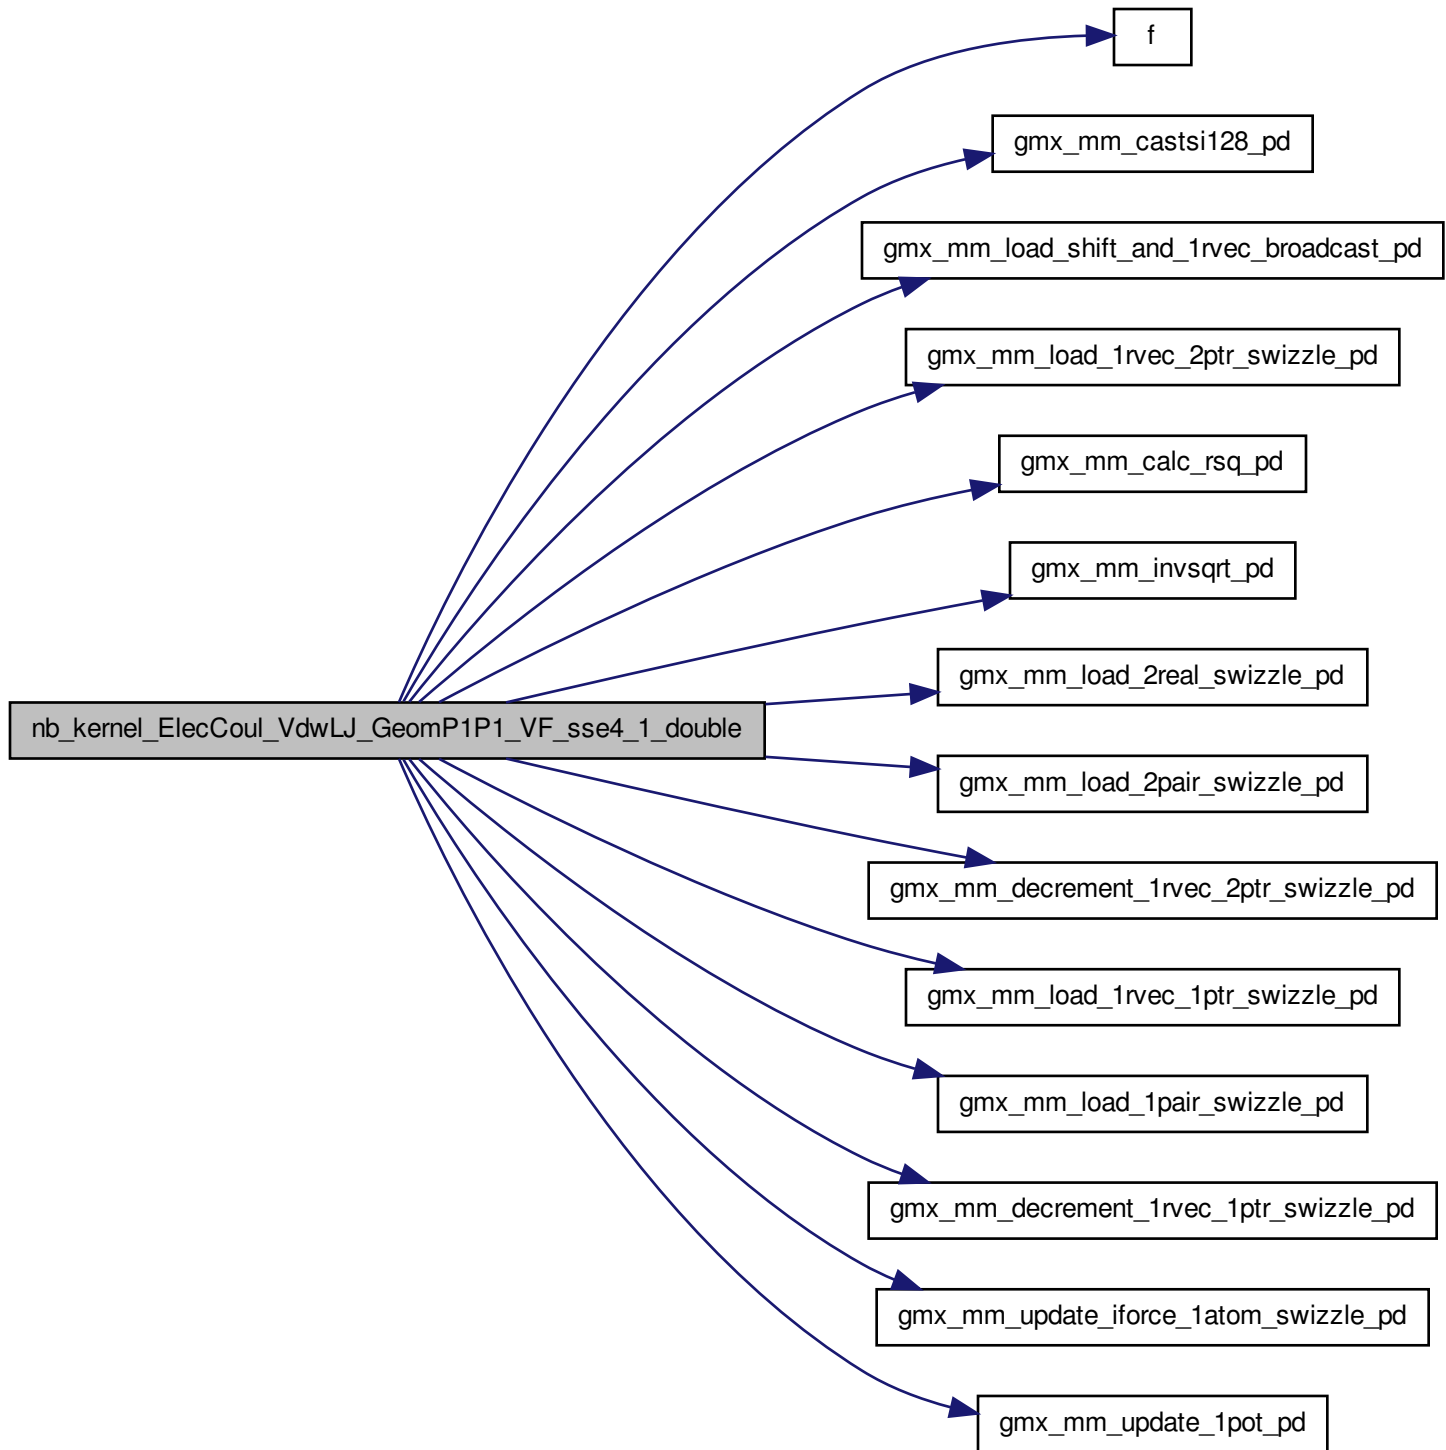 f
gmx_mm_castsi128_pd
gmx_mm_load_shift_and_1rvec_broadcast_pd
gmx_mm_load_1rvec_2ptr_swizzle_pd
gmx_mm_calc_rsq_pd
gmx_mm_invsqrt_pd
gmx_mm_load_2real_swizzle_pd
nb_kernel_ElecCoul_VdwLJ_GeomP1P1_VF_sse4_1_double
gmx_mm_load_2pair_swizzle_pd
gmx_mm_decrement_1rvec_2ptr_swizzle_pd
gmx_mm_load_1rvec_1ptr_swizzle_pd
gmx_mm_load_1pair_swizzle_pd
gmx_mm_decrement_1rvec_1ptr_swizzle_pd
gmx_mm_update_iforce_1atom_swizzle_pd
gmx_mm_update_1pot_pd